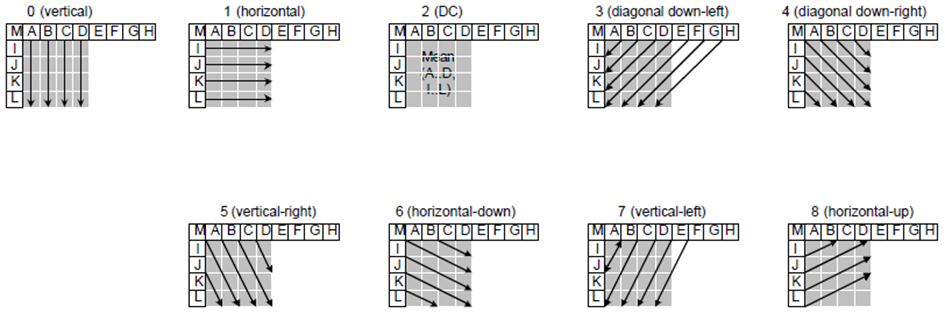 0 (vertical)
M A B C D E F G H
I
J
K
L
1 (horizontal)
M A B C D E F G H
I
J
K
L
2 (DC)
M A B C D E F G H
I
J
K
L
Mean
(A..D,
I...L)
3 (diagonal down-left)
M A B C D E F G H
I
J
K
L
4 (diagonal down-right)
M A B C D E F G H
I
J
K
L
5 (vertical-right)
M A B C D E F G H
I
J
K
L
6 (horizontal-down)
M A B C D E F G H
I
J
K
L
7 (vertical-left)
M A B C D E F G H
I
J
K
L
8 (horizontal-up)
M A B C D E F G H
I
J
K
L